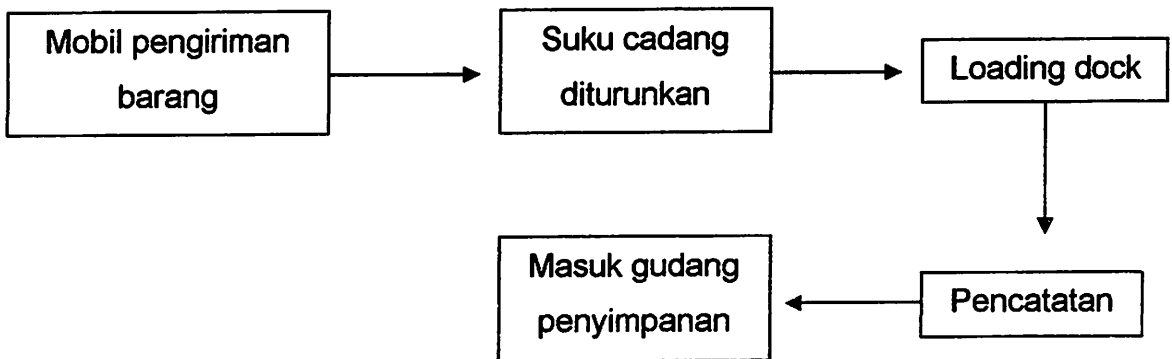 Mobil pengiriman
barang
Suku cadang
diturunkan
Loading dock
Pencatatan
Masuk gudang
penyimpanan